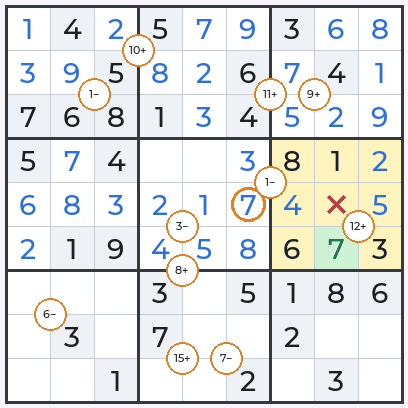 1 4 2 5 7 9 3 6 8
10+
3 9 5 8 2 6 7 4 1
1− 11+ 9+
7 6 8 1 3 4 5 2 9
5 7 4 3 8 1 2
1−
6 8 3 2 1 7 4 5
3− 12+
2 1 9 4 5 8 6 7 3
8+
3 5 1 8 6
6−
3 7 2
15+ 7−
1 2 3